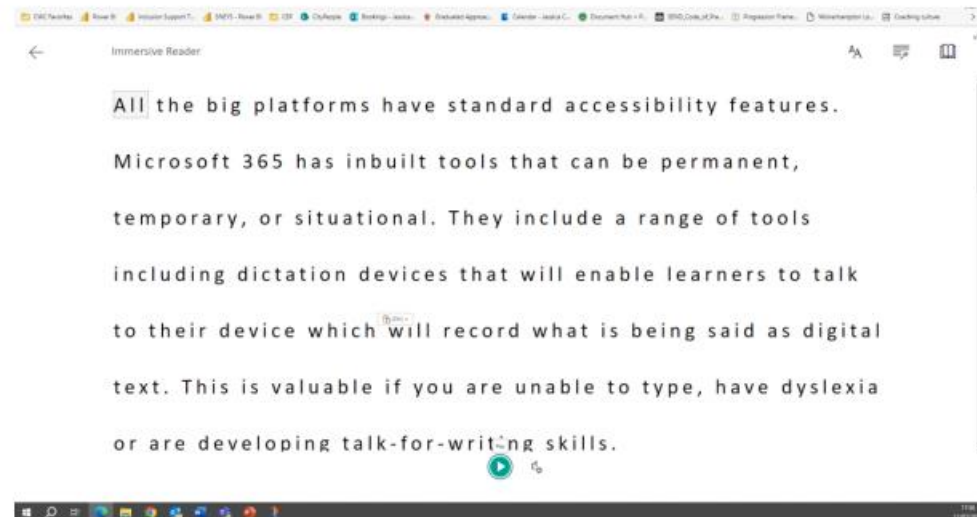 Immersive Reader
All the big platforms have standard accessibility features.
Microsoft 365 has inbuilt tools that can be permanent,
temporary, or situational. They include a range of tools
including dictation devices that will enable learners to talk
to their device which will record what is being said as digital
text. This is valuable if you are unable to type, have dyslexia
or are developing talk-for-writing skills.